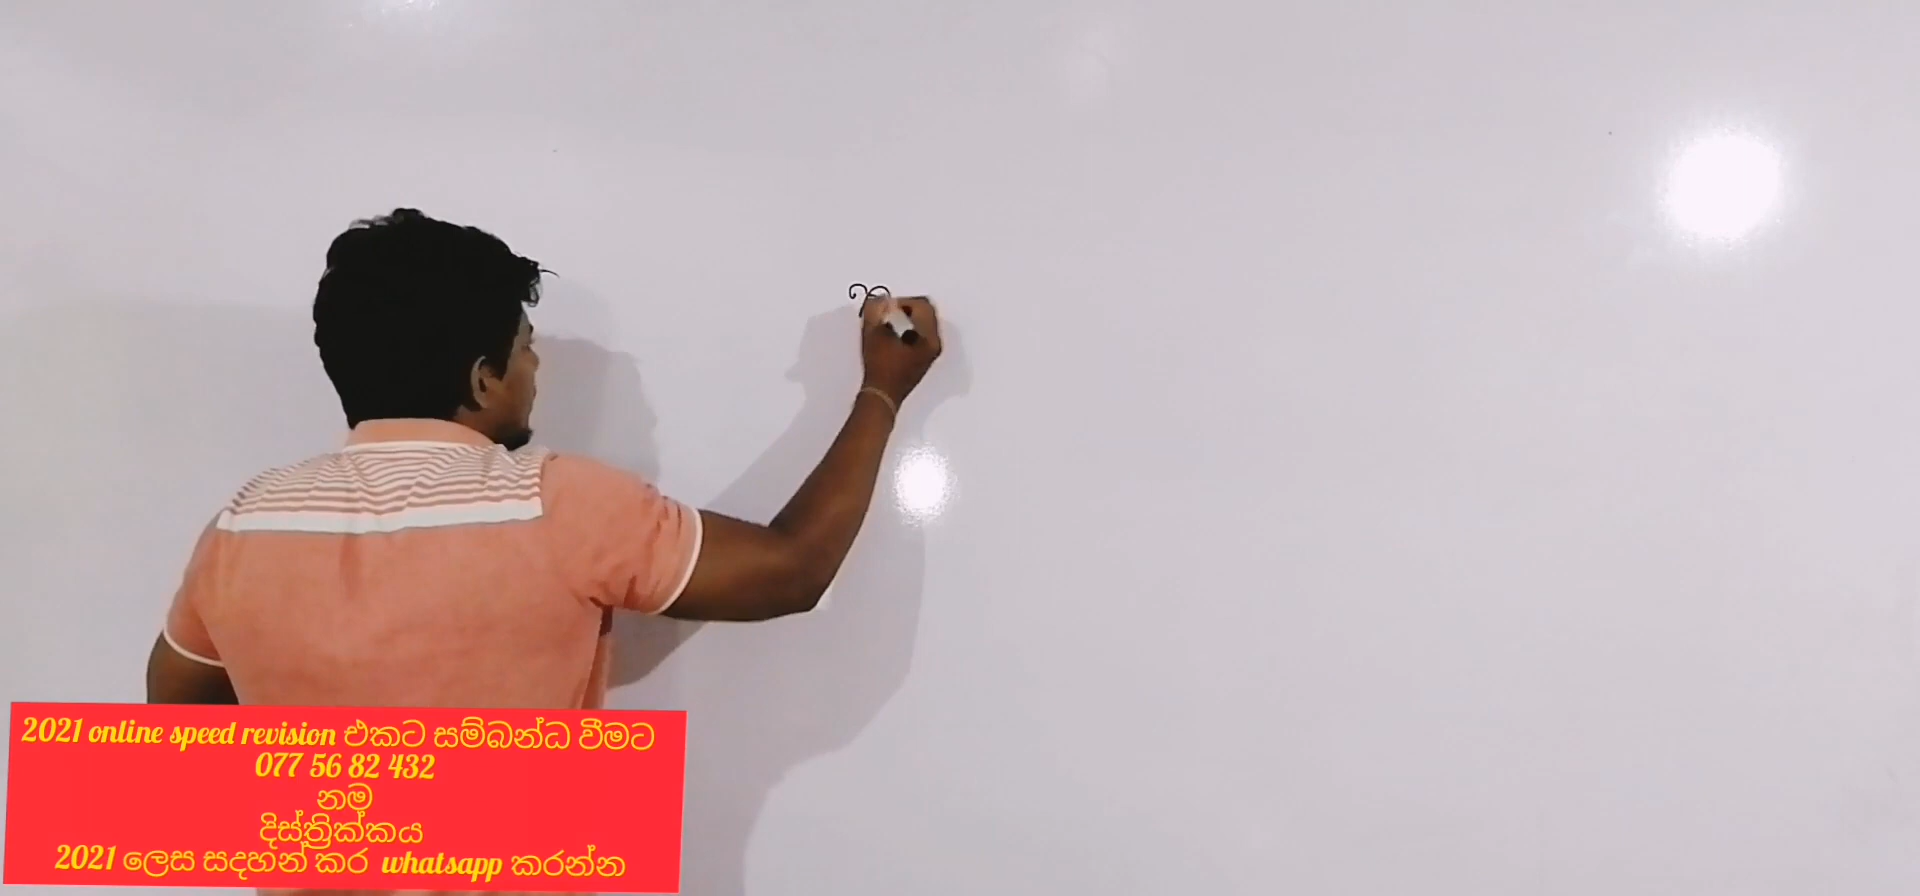 2021 online speed revision එකට සම්බන්ධ වීමට
077 56 82 432
නම
දිස්ත්‍රික්කය
2021 ලෙස සදහන් කර whatsapp කරන්න